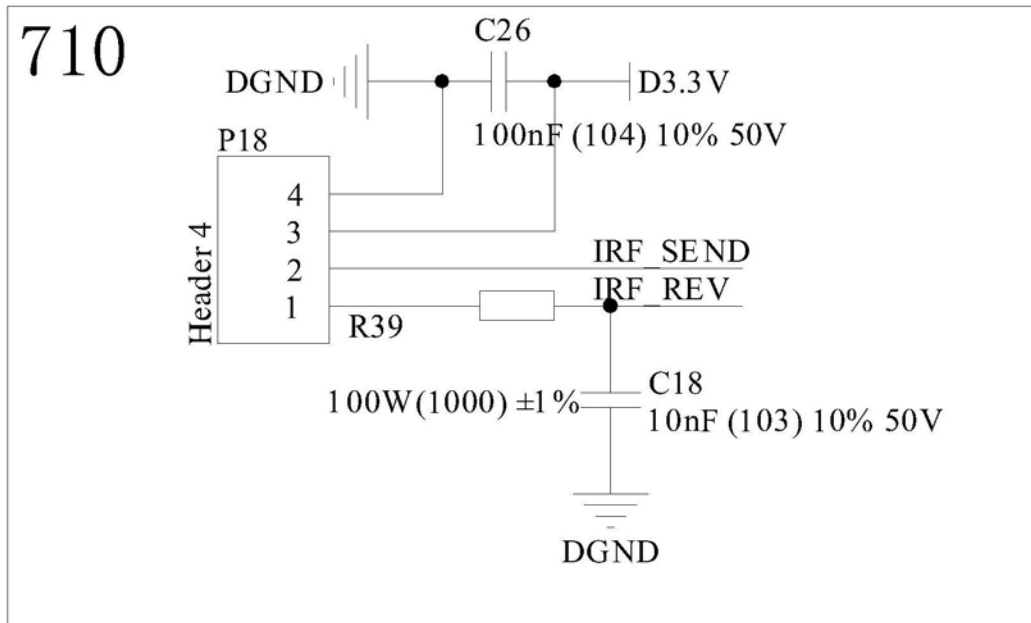 710
C26
DGND
D3.3V
100nF (104) 10% 50V
P18
Header 4
4
3
2
1
IRF_SEND
IRF_REV
R39
C18
100W(1000) ±1%
10nF (103) 10% 50V
DGND